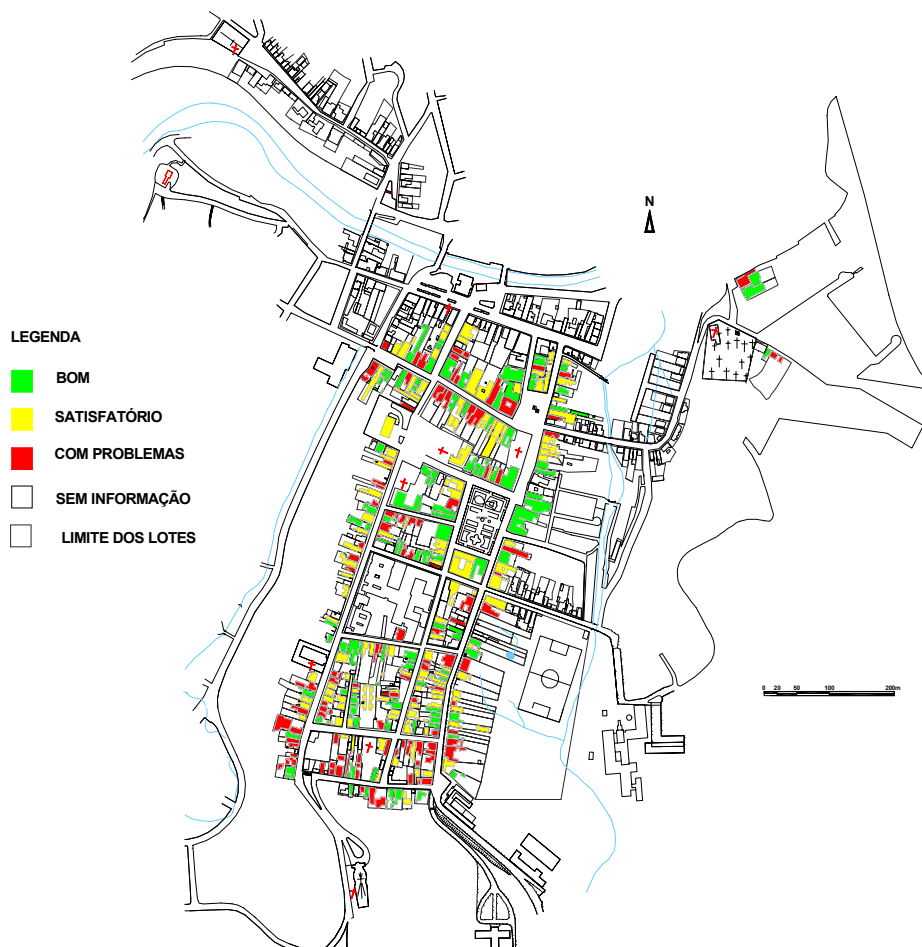 N
LEGENDA
BOM
SATISFATÓRIO
COM PROBLEMAS
SEM INFORMAÇÃO
LIMITE DOS LOTES
0 20 50 100 200m